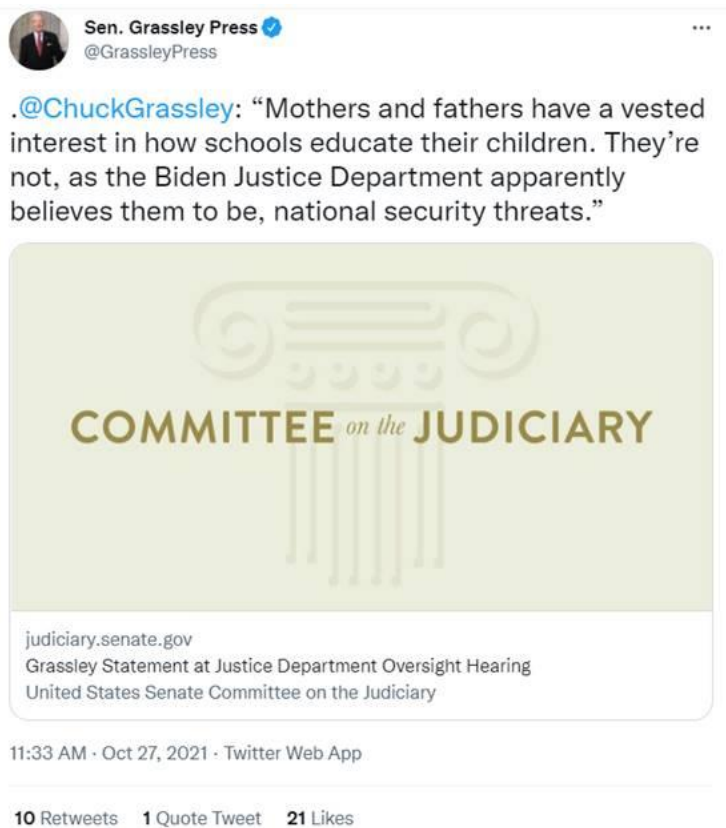 Sen. Grassley Press
@GrassleyPress
.@ChuckGrassley: “Mothers and fathers have a vested
interest in how schools educate their children. They’re
not, as the Biden Justice Department apparently
believes them to be, national security threats.”
COMMITTEE on the JUDICIARY
judiciary.senate.gov
Grassley Statement at Justice Department Oversight Hearing
United States Senate Committee on the Judiciary
11:33 AM · Oct 27, 2021 · Twitter Web App
10 Retweets 1 Quote Tweet 21 Likes